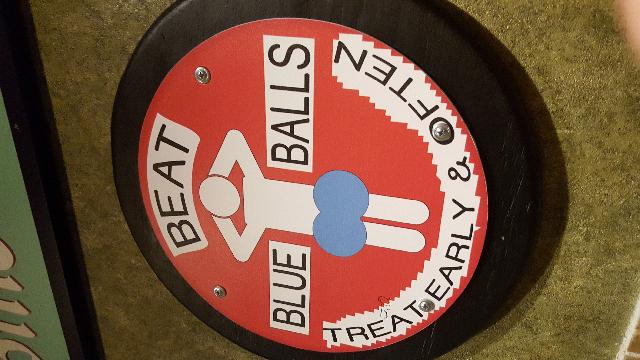 BEAT
BLUE BALLS
TREAT EARLY & OFTEN